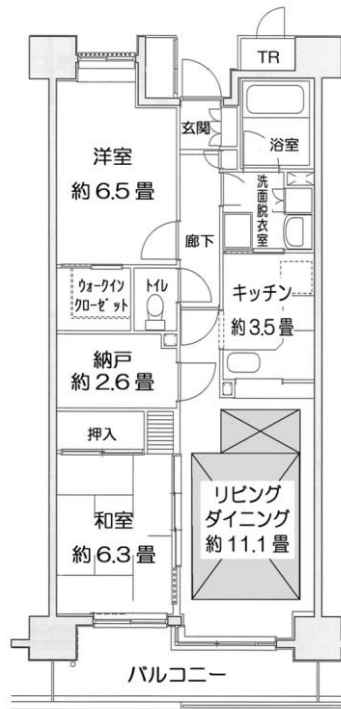 TR
玄関
浴室
洋室
約 6.5 畳
洗面
脱衣室
廊下
ウォークイン
クローゼット
トイレ
キッチン
約 3.5 畳
納戸
約 2.6 畳
押入
リビング
ダイニング
約 11.1 畳
和室
約 6.3 畳
バルコニー